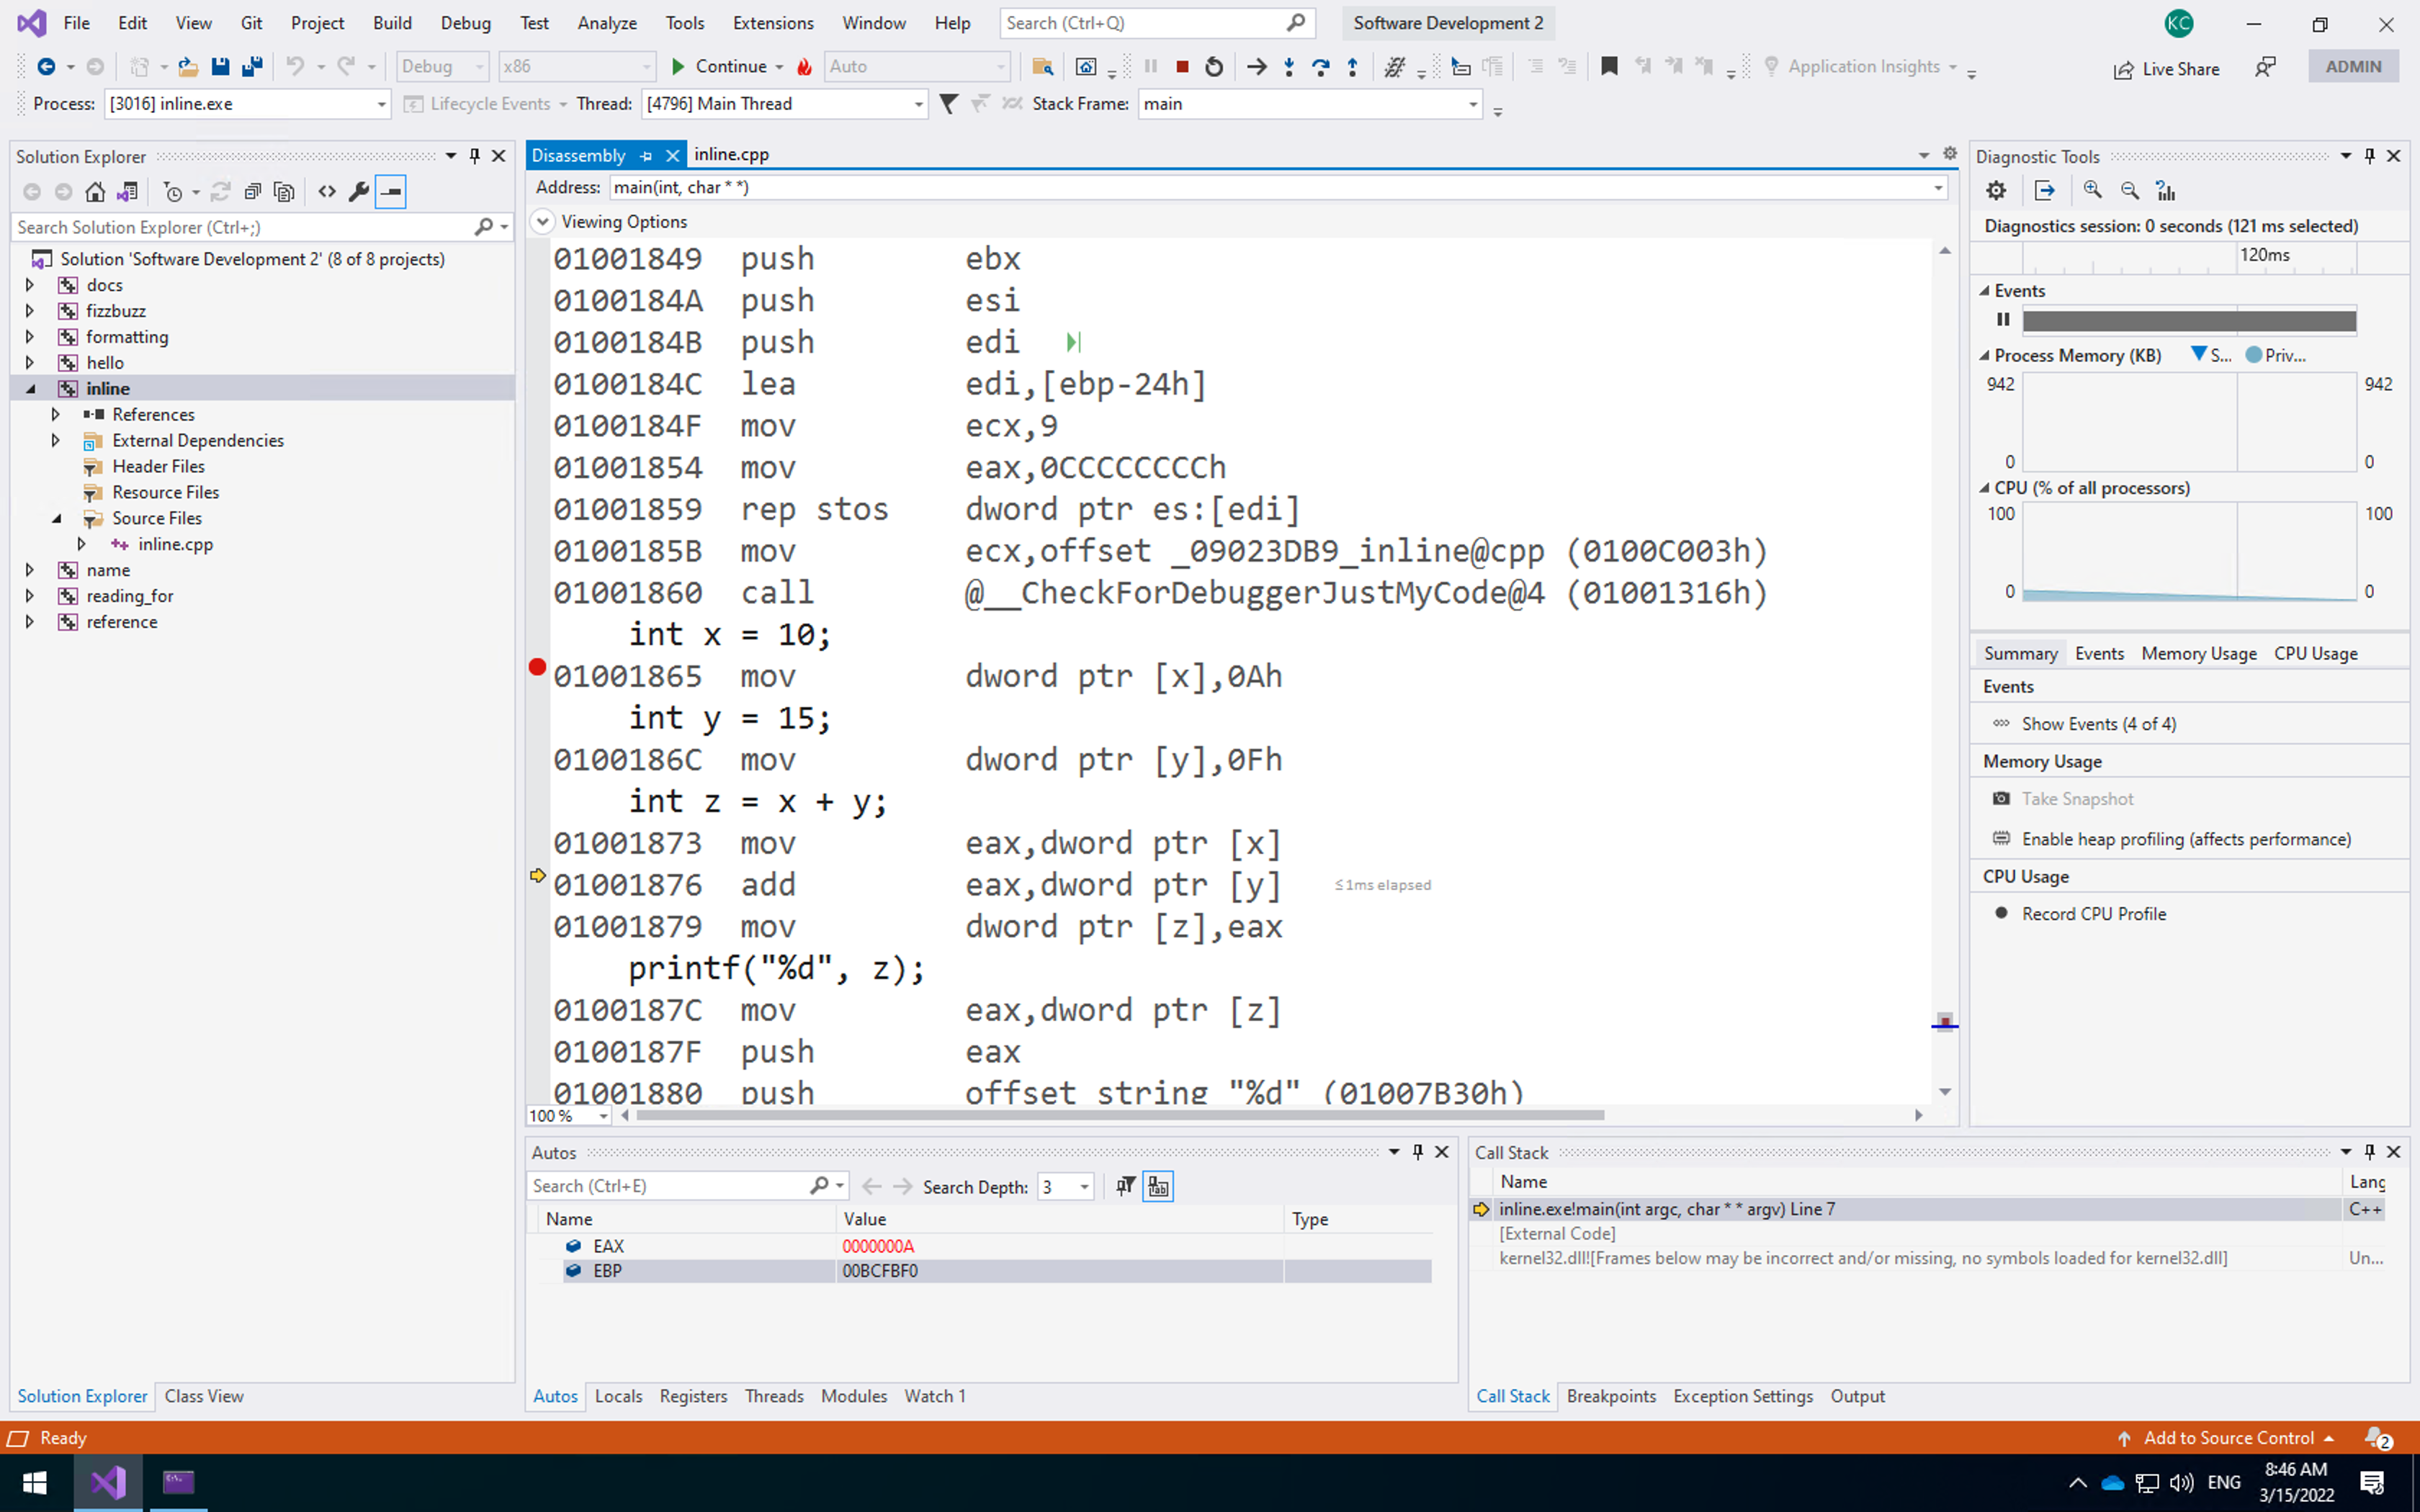 File Edit View Git Project Build Debug Test Analyze Tools Extensions Window Help Search (Ctrl+Q) Software Development 2 KC
Debug x86 Continue Auto Application Insights Live Share ADMIN
Process: [3016] inline.exe Lifecycle Events Thread: [4796] Main Thread Stack Frame: main
Solution Explorer
Search Solution Explorer (Ctrl+;)
Solution 'Software Development 2' (8 of 8 projects)
docs
fizzbuzz
formatting
hello
inline
References
External Dependencies
Header Files
Resource Files
Source Files
inline.cpp
name
reading_for
reference
Solution Explorer Class View
Disassembly inline.cpp
Address: main(int, char * *)
Viewing Options
01001849 push ebx
0100184A push esi
0100184B push edi
0100184C lea edi,[ebp-24h]
0100184F mov ecx,9
01001854 mov eax,0CCCCCCCCh
01001859 rep stos dword ptr es:[edi]
0100185B mov ecx,offset _09023DB9_inline@cpp (0100C003h)
01001860 call @__CheckForDebuggerJustMyCode@4 (01001316h)
int x = 10;
01001865 mov dword ptr [x],0Ah
int y = 15;
0100186C mov dword ptr [y],0Fh
int z = x + y;
01001873 mov eax,dword ptr [x]
01001876 add eax,dword ptr [y] ≤1ms elapsed
01001879 mov dword ptr [z],eax
printf("%d", z);
0100187C mov eax,dword ptr [z]
0100187F push eax
01001880 push offset string "%d" (01007B30h)
100 %
Diagnostic Tools
Diagnostics session: 0 seconds (121 ms selected)
120ms
Events
Process Memory (KB) S... Priv...
942 942
0 0
CPU (% of all processors)
100 100
0 0
Summary Events Memory Usage CPU Usage
Events
Show Events (4 of 4)
Memory Usage
Take Snapshot
Enable heap profiling (affects performance)
CPU Usage
Record CPU Profile
Autos
Search (Ctrl+E) Search Depth: 3
Name Value Type
EAX 0000000A
EBP 00BCFBF0
Autos Locals Registers Threads Modules Watch 1
Call Stack
Name Lang
inline.exe!main(int argc, char * * argv) Line 7 C++
[External Code]
kernel32.dll![Frames below may be incorrect and/or missing, no symbols loaded for kernel32.dll] Un...
Call Stack Breakpoints Exception Settings Output
Ready Add to Source Control 2
ENG 8:46 AM
3/15/2022